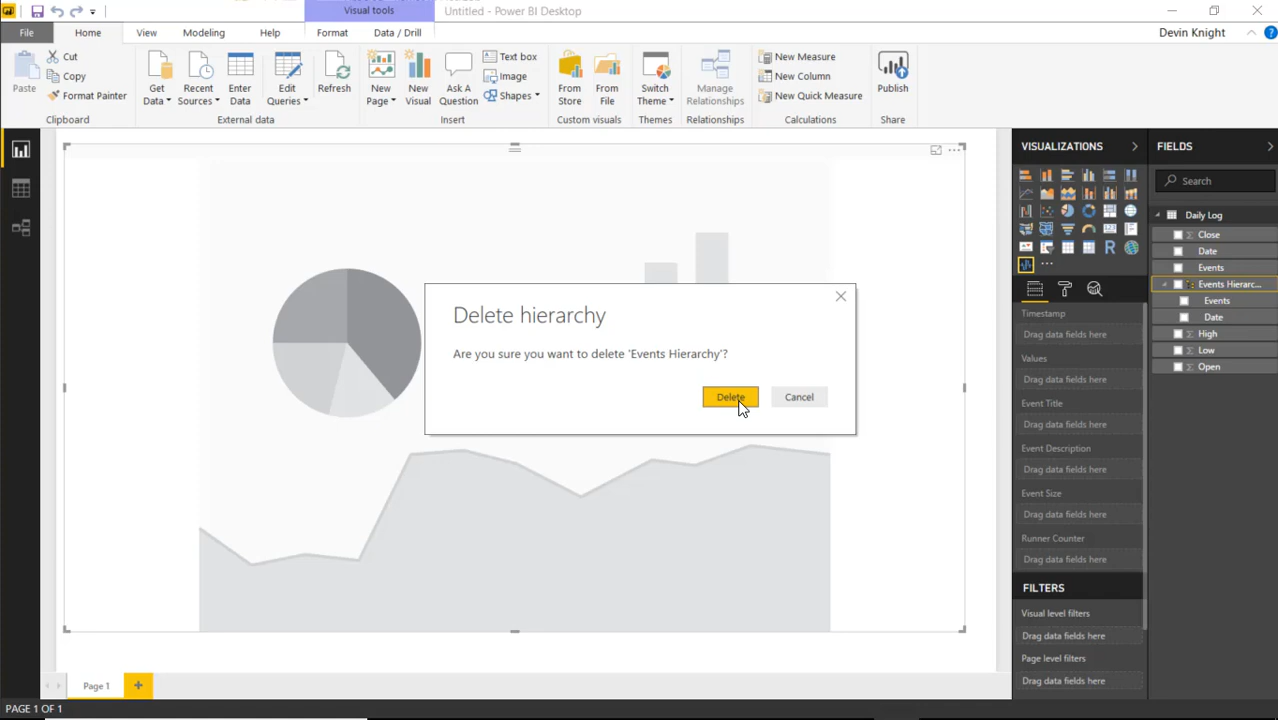 Visual tools
Untitled - Power BI Desktop
File
Home
View
Modeling
Help
Format
Data / Drill
Devin Knight
?
Paste
Cut
Copy
Format Painter
Clipboard
Get
Data
Recent
Sources
Enter
Data
Edit
Queries
Refresh
External data
New
Page
New
Visual
Ask A
Question
Text box
Image
Shapes
Insert
From
Store
From
File
Custom visuals
Switch
Theme
Themes
Manage
Relationships
Relationships
New Measure
New Column
New Quick Measure
Calculations
Publish
Share
Delete hierarchy
Are you sure you want to delete 'Events Hierarchy'?
Delete
Cancel
VISUALIZATIONS
R
Timestamp
Drag data fields here
Values
Drag data fields here
Event Title
Drag data fields here
Event Description
Drag data fields here
Event Size
Drag data fields here
Runner Counter
Drag data fields here
FILTERS
Visual level filters
Drag data fields here
Page level filters
Drag data fields here
FIELDS
Search
Daily Log
Σ Close
Date
Events
Events Hierarc...
Events
Date
Σ High
Σ Low
Σ Open
Page 1
+
PAGE 1 OF 1